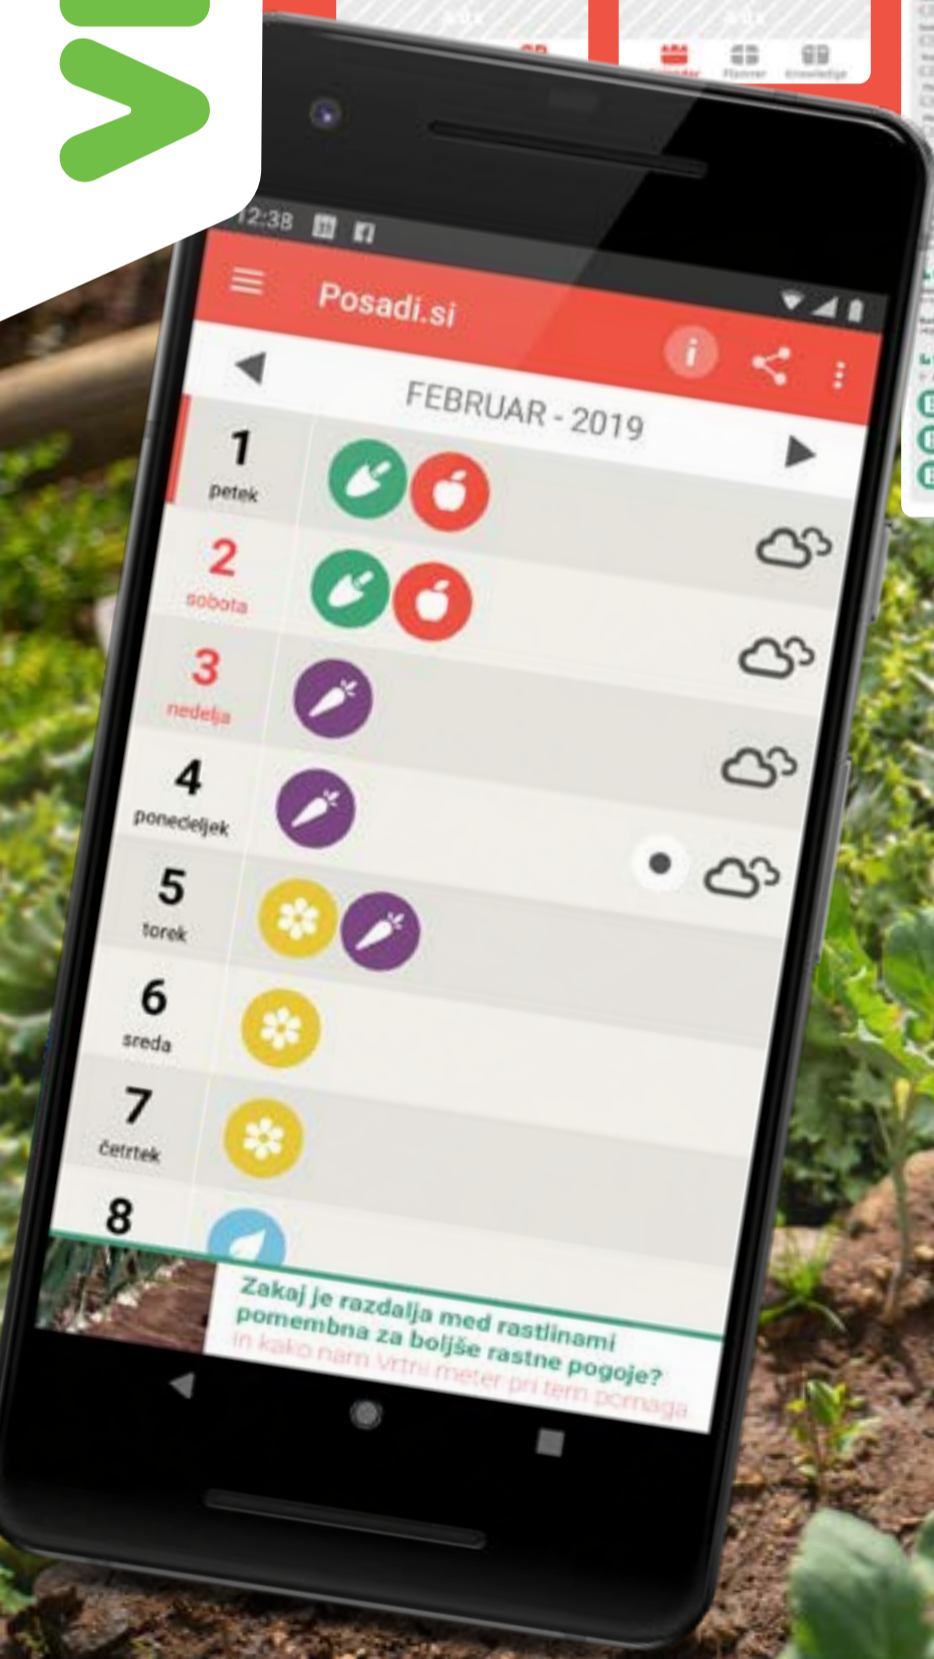 12:38
Posadi.si
FEBRUAR - 2019
1
petek
2
sobota
3
nedelja
4
ponedeljek
5
torek
6
sreda
7
četrtek
8
Zakaj je razdalja med rastlinami
pomembna za boljše rastne pogoje?
in kako nam Vrtni meter pri tem pomaga
Planner
Knowledge